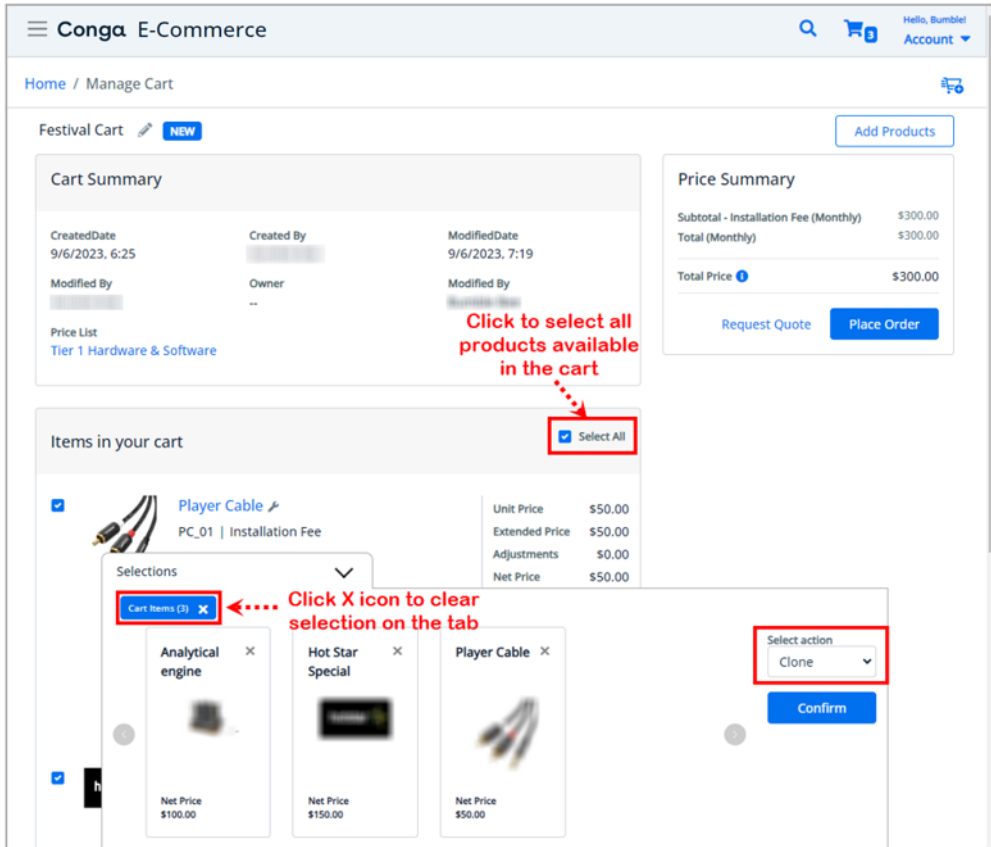 Conga E-Commerce
3
Hello, Bumble!
Account
Home / Manage Cart
Festival Cart NEW
Add Products
Cart Summary
CreatedDate
9/6/2023, 6:25
Created By
ModifiedDate
9/6/2023, 7:19
Modified By
Owner
--
Modified By
Price List
Tier 1 Hardware & Software
Price Summary
Subtotal - Installation Fee (Monthly) $300.00
Total (Monthly) $300.00
Total Price $300.00
Request Quote Place Order
Click to select all
products available
in the cart
Items in your cart
Select All
Player Cable
PC_01 | Installation Fee
Unit Price $50.00
Extended Price $50.00
Adjustments $0.00
Net Price $50.00
Selections
Cart Items (3) X
Click X icon to clear
selection on the tab
Analytical
engine
Net Price
$100.00
Hot Star
Special
Net Price
$150.00
Player Cable
Net Price
$50.00
Select action
Clone
Confirm
h